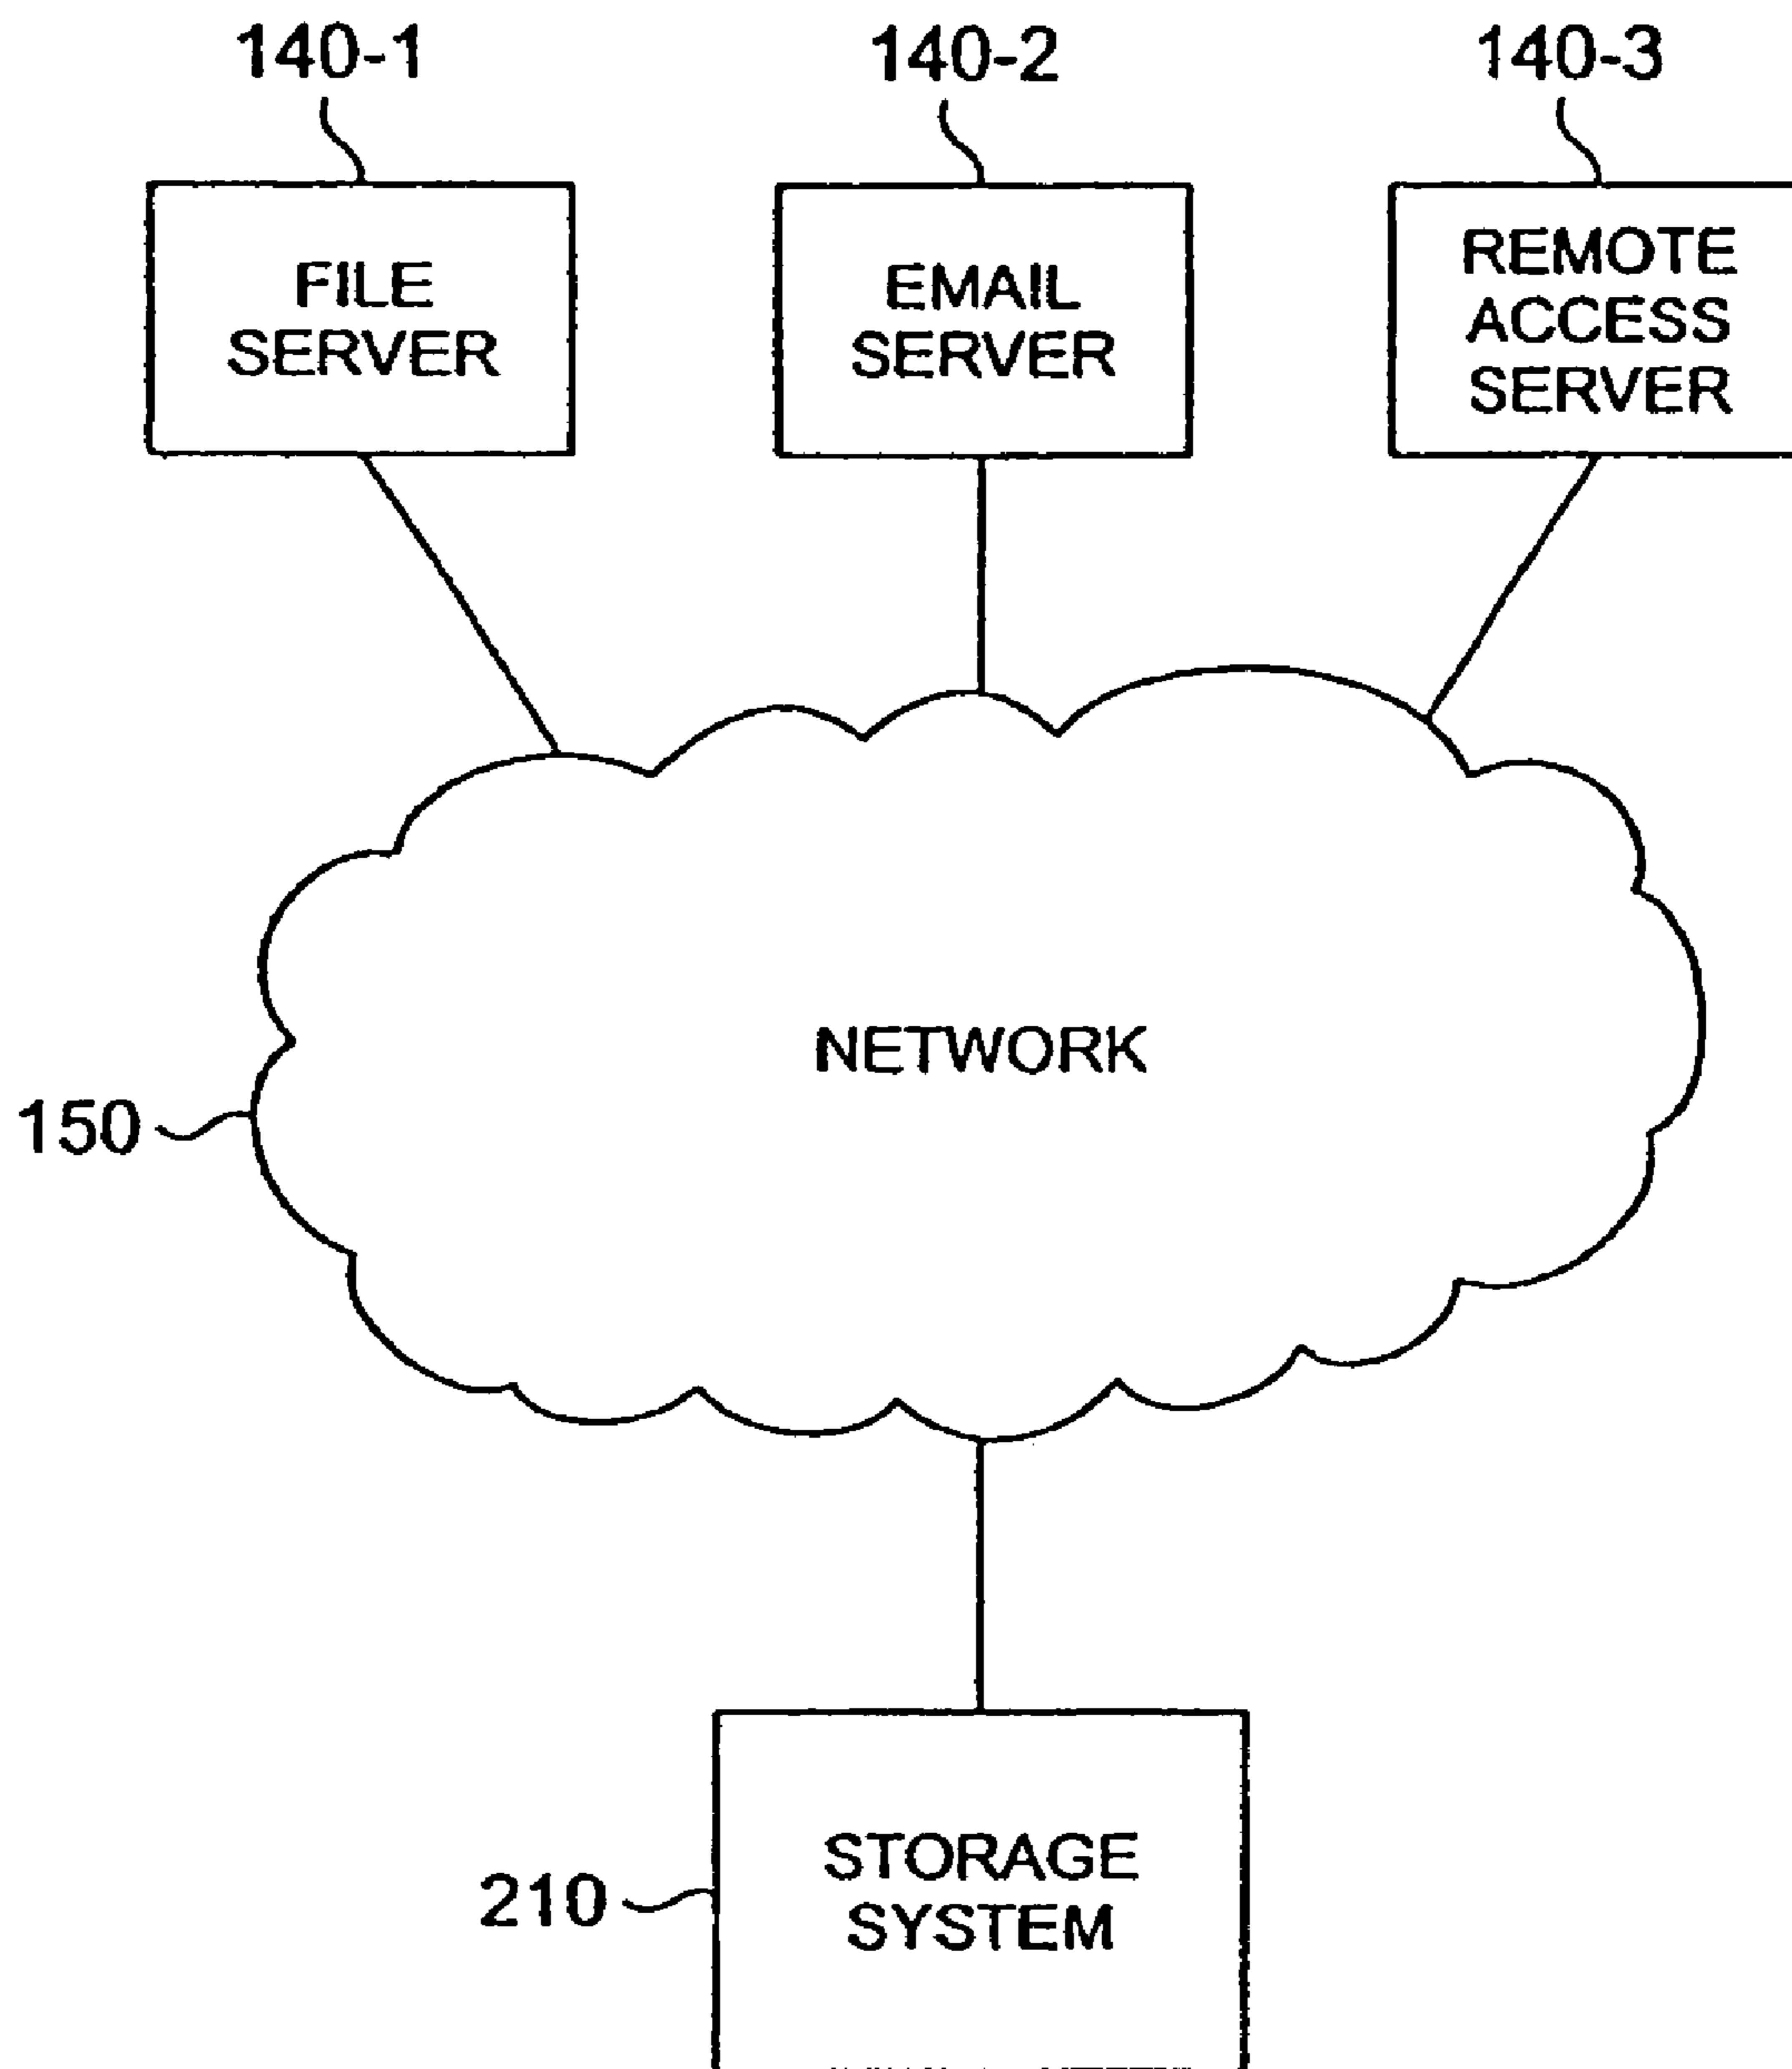 140-1
140-2
140-3
FILE
SERVER
EMAIL
SERVER
REMOTE
ACCESS
SERVER
NETWORK
150
STORAGE
SYSTEM
210